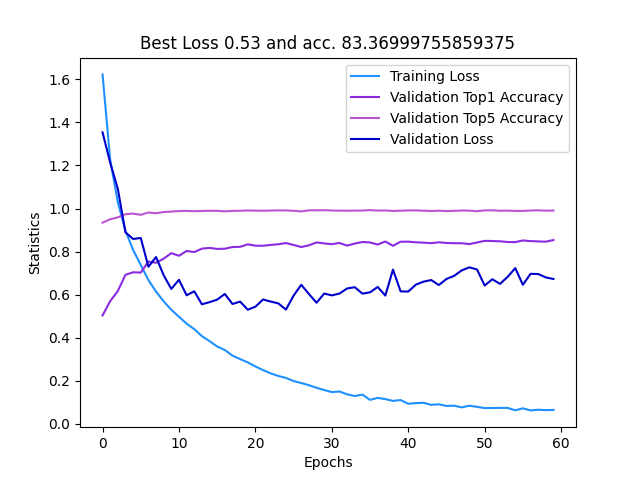 Best Loss 0.53 and acc. 83.36999755859375
Training Loss
Validation Top1 Accuracy
Validation Top5 Accuracy
Validation Loss
Statistics
1.6
1.4
1.2
1.0
0.8
0.6
0.4
0.2
0.0
0 10 20 30 40 50 60
Epochs